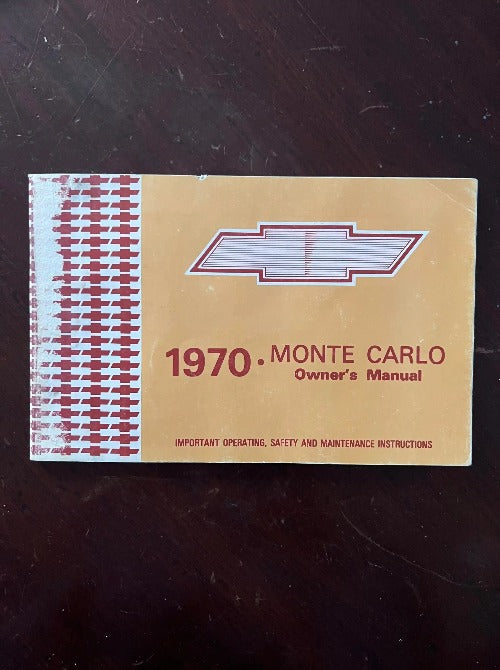 1970 • MONTE CARLO
Owner's Manual
IMPORTANT OPERATING, SAFETY AND MAINTENANCE INSTRUCTIONS